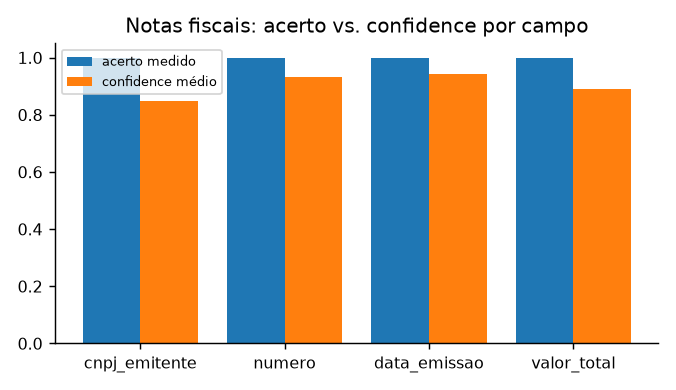 Notas fiscais: acerto vs. confidence por campo
acerto medido
confidence médio
1.0
0.8
0.6
0.4
0.2
0.0
cnpj_emitente numero data_emissao valor_total